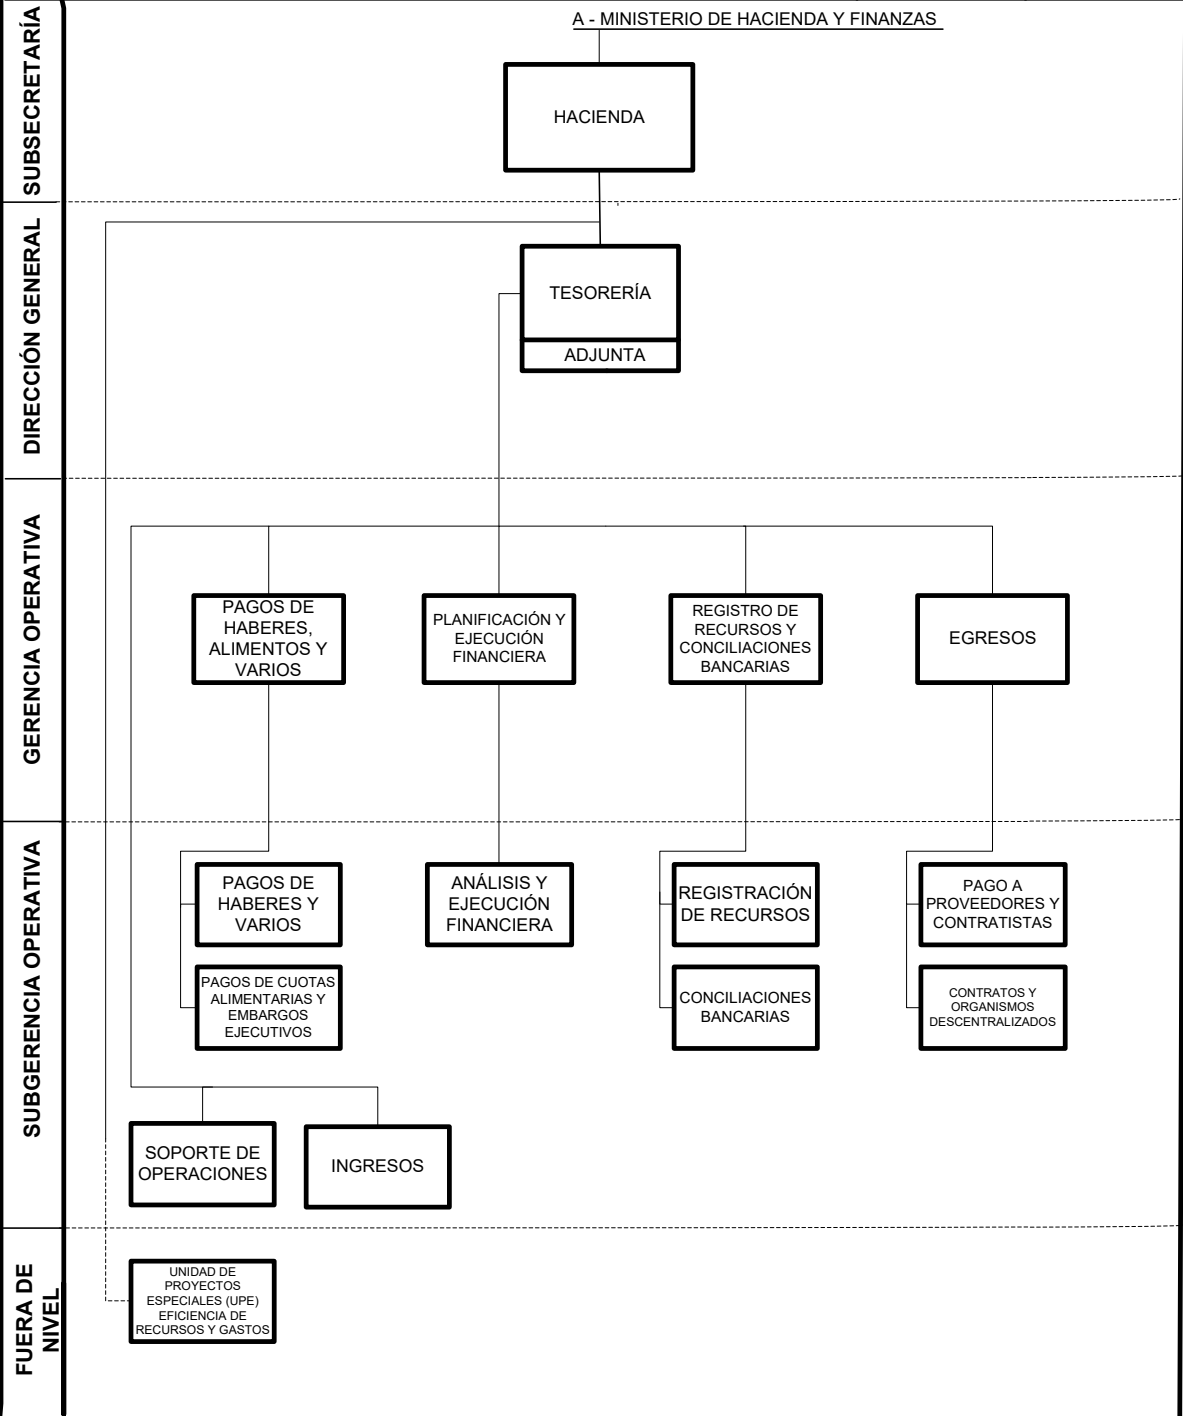 A - MINISTERIO DE HACIENDA Y FINANZAS
SUBSECRETARÍA
HACIENDA
DIRECCIÓN GENERAL
TESORERÍA
ADJUNTA
GERENCIA OPERATIVA
PAGOS DE
HABERES,
ALIMENTOS Y
VARIOS
PLANIFICACIÓN Y
EJECUCIÓN
FINANCIERA
REGISTRO DE
RECURSOS Y
CONCILIACIONES
BANCARIAS
EGRESOS
SUBGERENCIA OPERATIVA
PAGOS DE
HABERES Y
VARIOS
ANÁLISIS Y
EJECUCIÓN
FINANCIERA
REGISTRACIÓN
DE RECURSOS
PAGO A
PROVEEDORES Y
CONTRATISTAS
PAGOS DE CUOTAS
ALIMENTARIAS Y
EMBARGOS
EJECUTIVOS
CONCILIACIONES
BANCARIAS
CONTRATOS Y
ORGANISMOS
DESCENTRALIZADOS
SOPORTE DE
OPERACIONES
INGRESOS
FUERA DE
NIVEL
UNIDAD DE
PROYECTOS
ESPECIALES (UPE)
EFICIENCIA DE
RECURSOS Y GASTOS